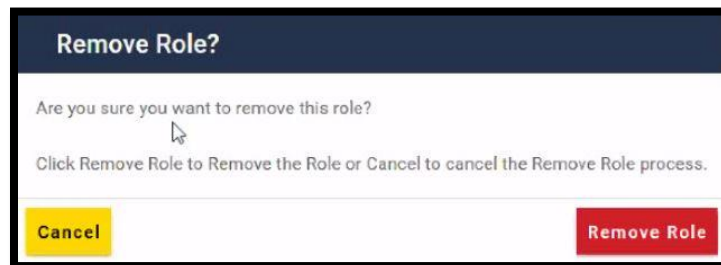 Remove Role?
Are you sure you want to remove this role?
Click Remove Role to Remove the Role or Cancel to cancel the Remove Role process.
Cancel
Remove Role